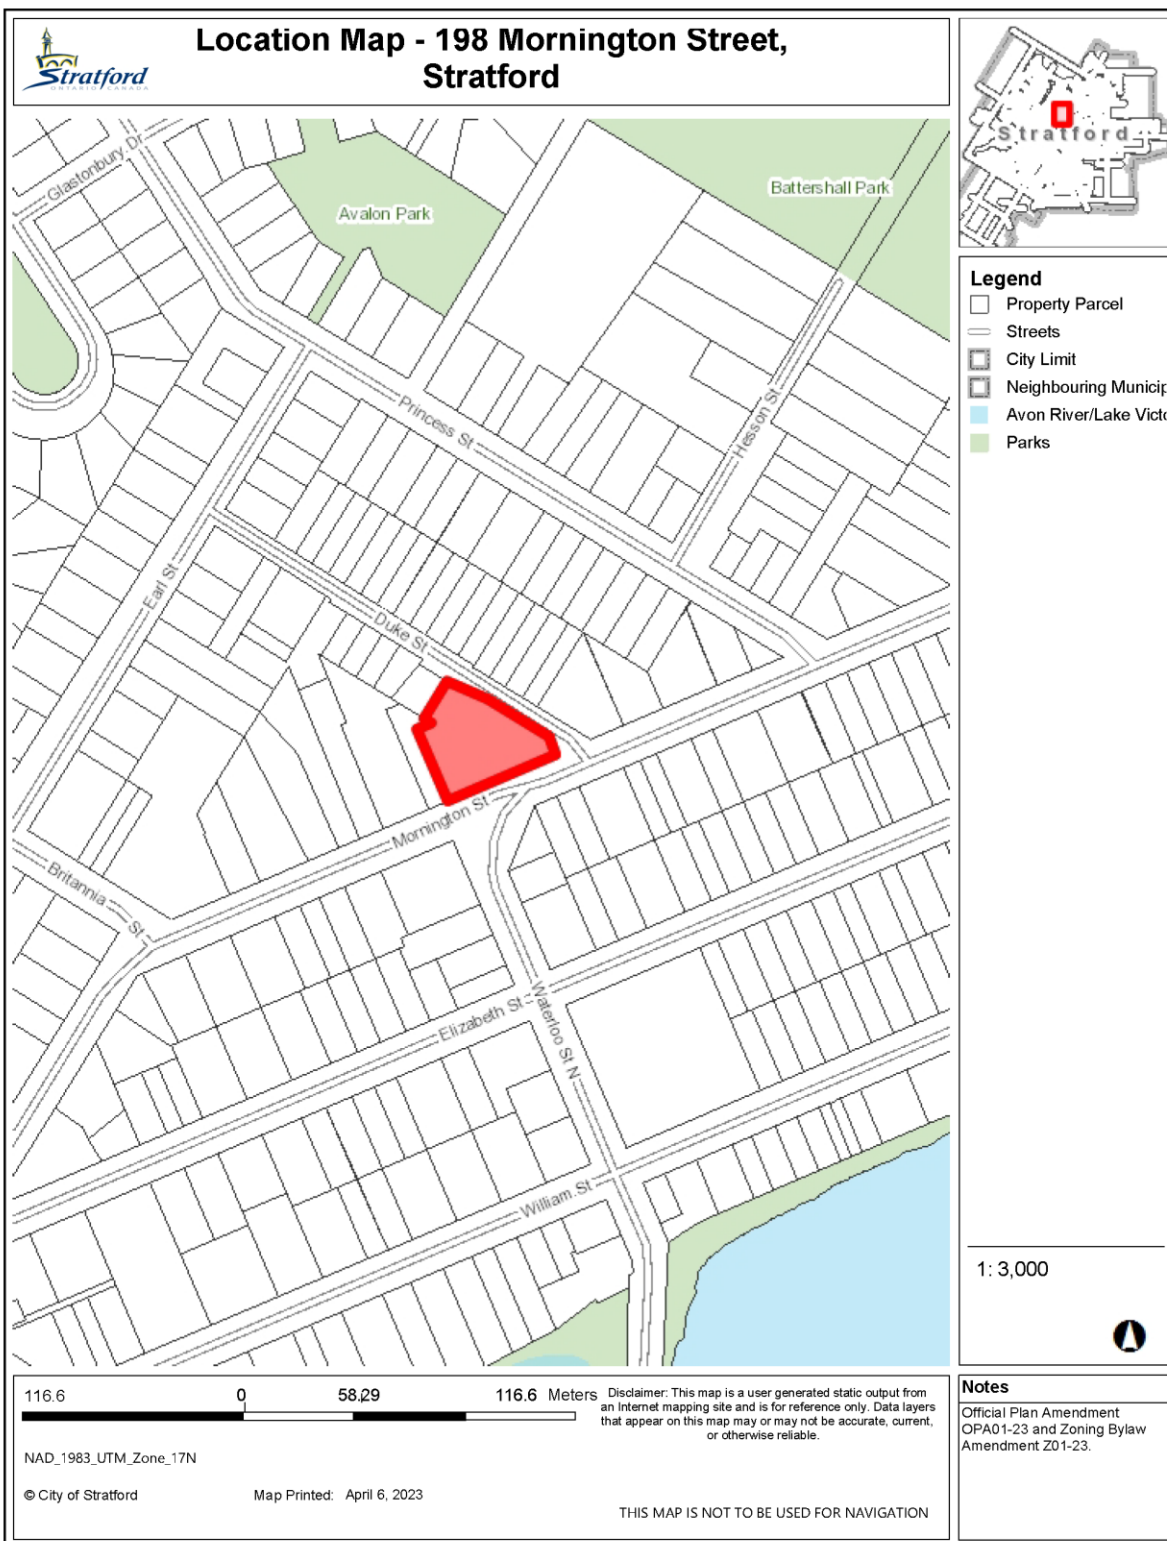 Location Map - 198 Mornington Street,
Stratford
Stratford
ONTARIO CANADA
Stratford
Glastonbury Dr
Avalon Park
Battershall Park
Princess St
Hesson St
Earl St
Duke St
Mornington St
Britannia St
Elizabeth St
Waterloo St N
William St
Legend
Property Parcel
Streets
City Limit
Neighbouring Municip
Avon River/Lake Victo
Parks
1: 3,000
116.6 0 58.29 116.6 Meters
NAD_1983_UTM_Zone_17N
© City of Stratford
Map Printed: April 6, 2023
Disclaimer: This map is a user generated static output from
an Internet mapping site and is for reference only. Data layers
that appear on this map may or may not be accurate, current,
or otherwise reliable.
THIS MAP IS NOT TO BE USED FOR NAVIGATION
Notes
Official Plan Amendment
OPA01-23 and Zoning Bylaw
Amendment Z01-23.